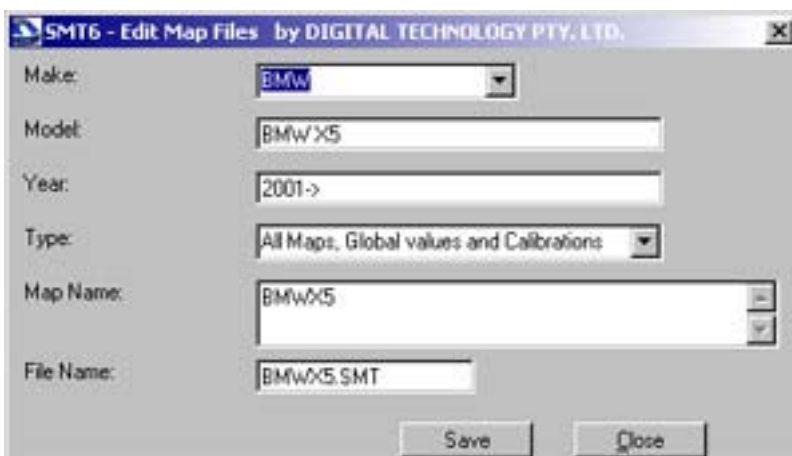 SMT6 - Edit Map Files by DIGITAL TECHNOLOGY PTY. LTD.
Make: BMW
Model: BMW X5
Year: 2001->
Type: All Maps, Global values and Calibrations
Map Name: BMWX5
File Name: BMWX5.SMT
Save Close